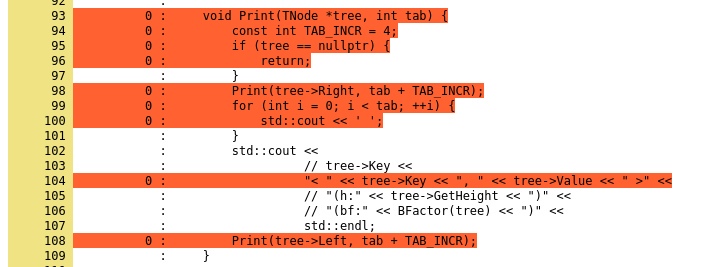 92 :
93 0 : void Print(TNode *tree, int tab) {
94 0 : const int TAB_INCR = 4;
95 0 : if (tree == nullptr) {
96 0 : return;
97 : }
98 0 : Print(tree->Right, tab + TAB_INCR);
99 0 : for (int i = 0; i < tab; ++i) {
100 0 : std::cout << ' ';
101 : }
102 : std::cout <<
103 : // tree->Key <<
104 0 : "< " << tree->Key << ", " << tree->Value << " >" <<
105 : // "(h:" << tree->GetHeight << ")" <<
106 : // "(bf:" << BFactor(tree) << ")" <<
107 : std::endl;
108 0 : Print(tree->Left, tab + TAB_INCR);
109 : }